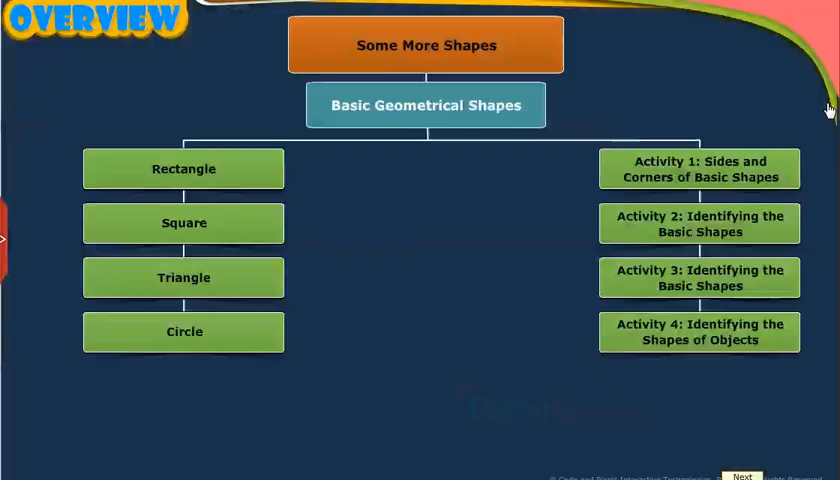 OVERVIEW
Some More Shapes
Basic Geometrical Shapes
Rectangle
Square
Triangle
Circle
Activity 1: Sides and
Corners of Basic Shapes
Activity 2: Identifying the
Basic Shapes
Activity 3: Identifying the
Basic Shapes
Activity 4: Identifying the
Shapes of Objects
Next